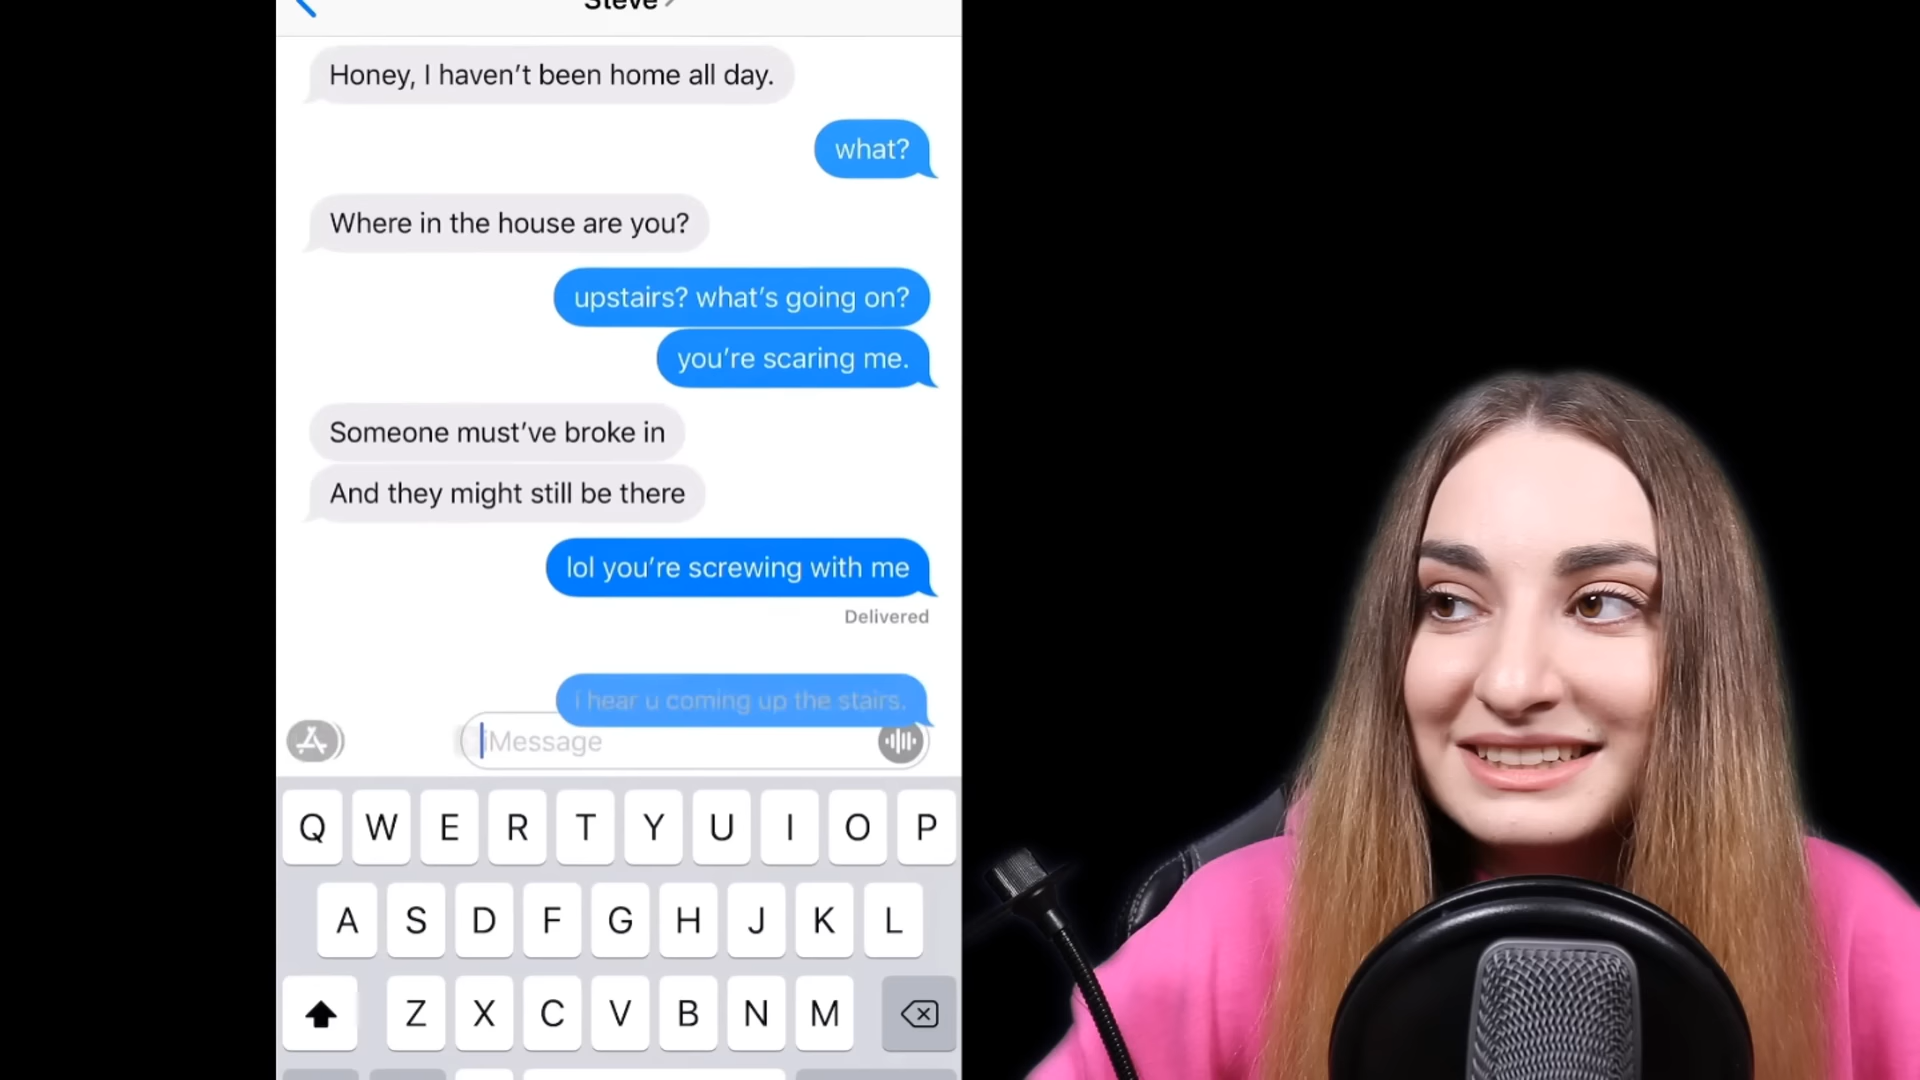 Steve
Honey, I haven’t been home all day.
what?
Where in the house are you?
upstairs? what’s going on?
you’re scaring me.
Someone must’ve broke in
And they might still be there
lol you’re screwing with me
Delivered
i hear u coming up the stairs.
iMessage
Q W E R T Y U I O P
A S D F G H J K L
Z X C V B N M